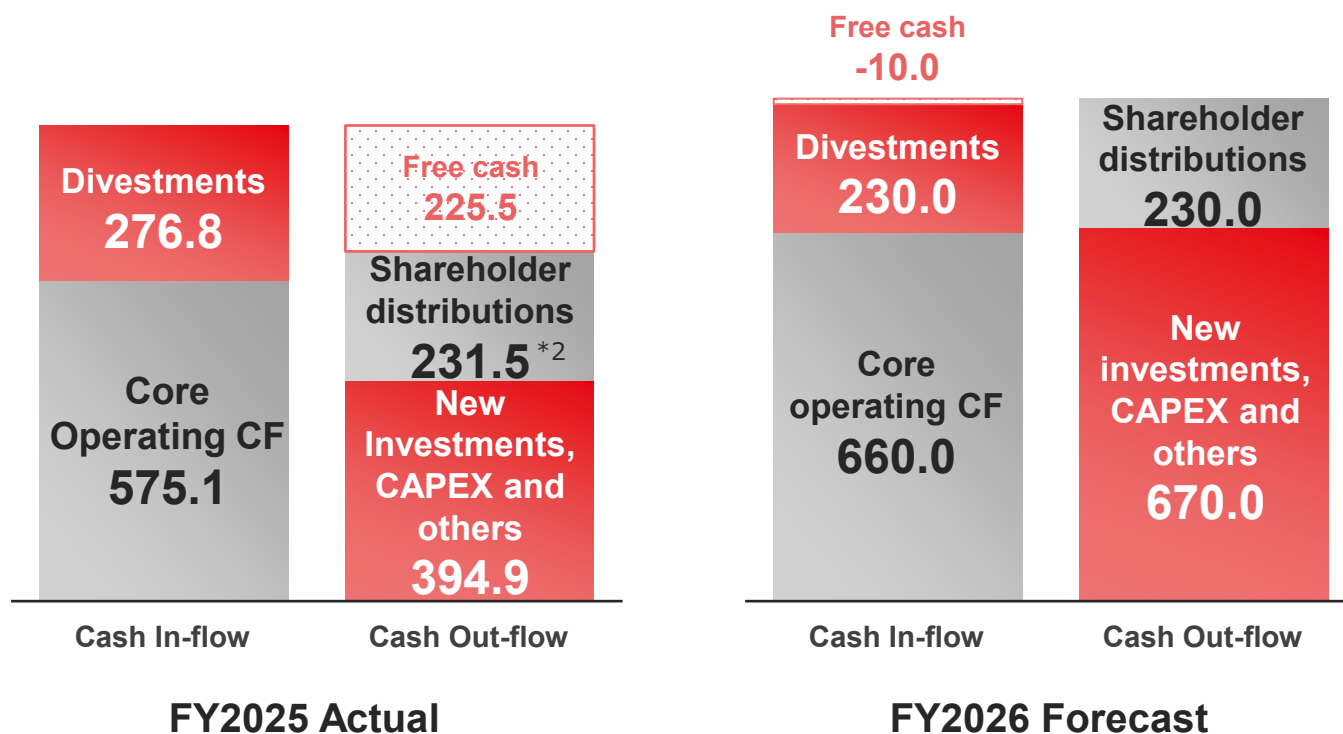 Divestments
276.8
Core
Operating CF
575.1
Cash In-flow
Free cash
225.5
Shareholder
distributions
231.5 *2
New
Investments,
CAPEX and
others
394.9
Cash Out-flow
FY2025 Actual
Free cash
-10.0
Divestments
230.0
Core
operating CF
660.0
Cash In-flow
Shareholder
distributions
230.0
New
investments,
CAPEX and
others
670.0
Cash Out-flow
FY2026 Forecast